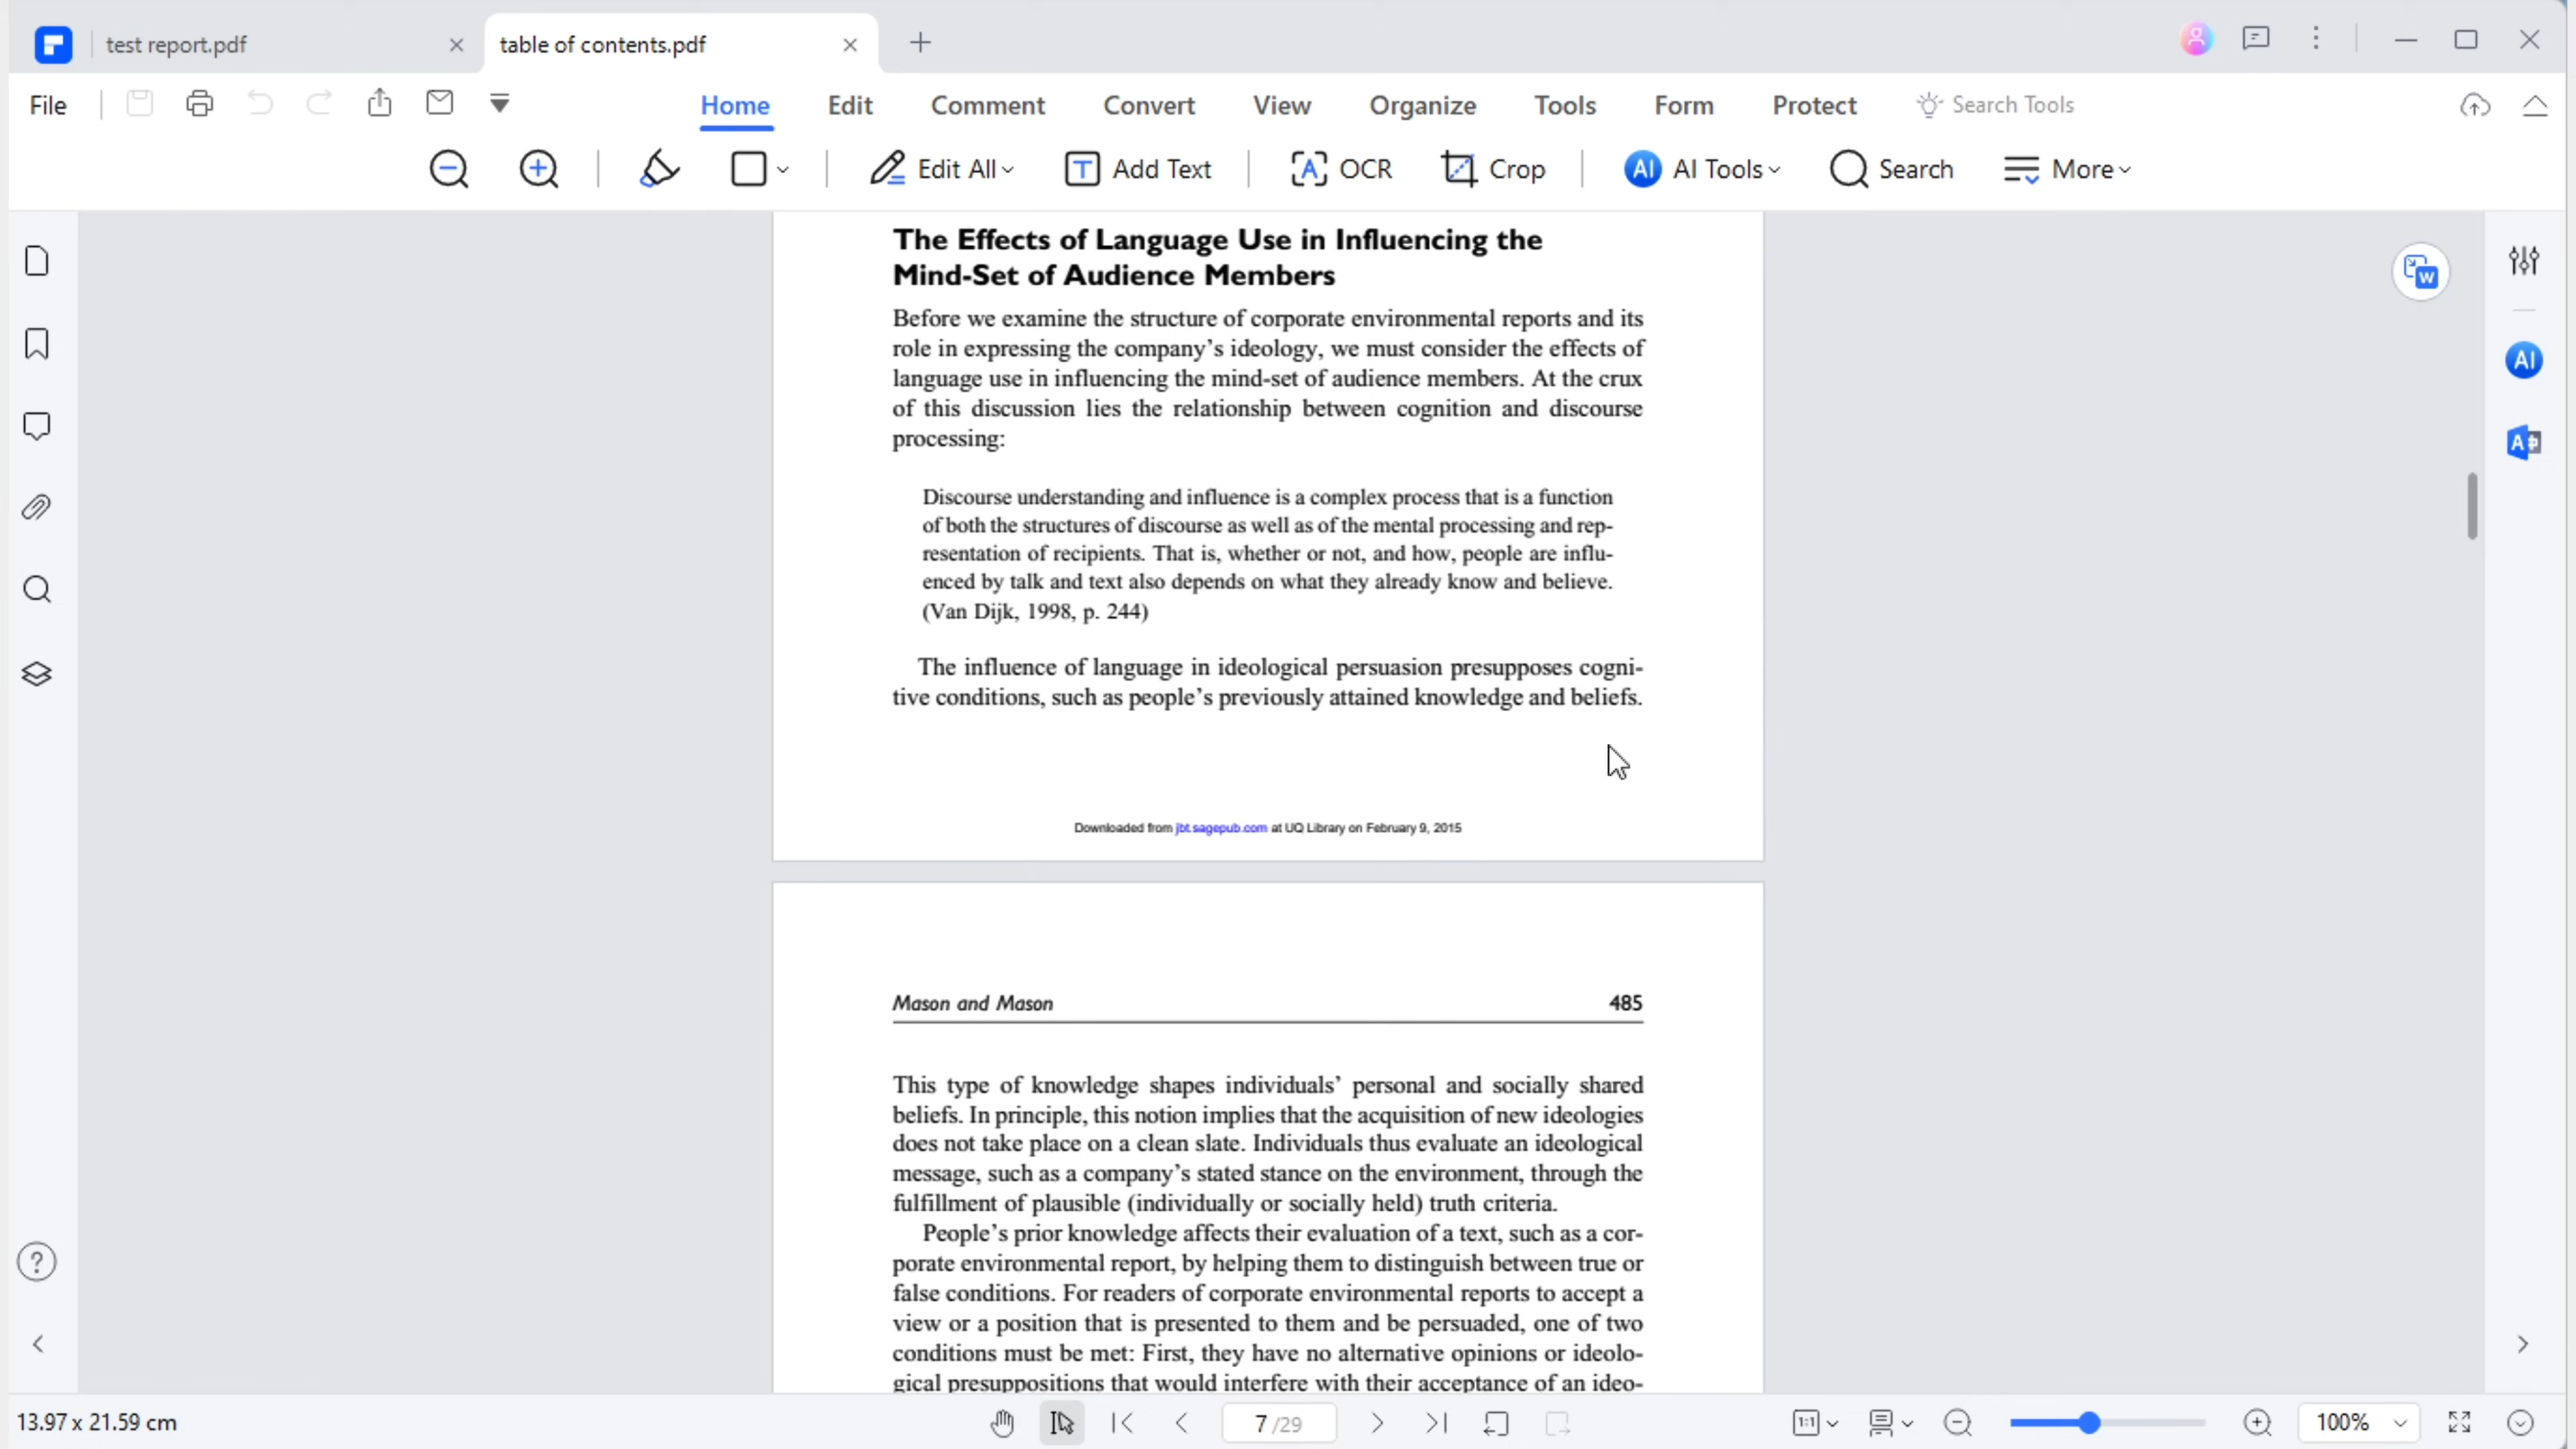 test report.pdf
table of contents.pdf
File
Home
Edit
Comment
Convert
View
Organize
Tools
Form
Protect
Search Tools
Edit All
Add Text
OCR
Crop
AI Tools
Search
More
The Effects of Language Use in Influencing the
Mind-Set of Audience Members
Before we examine the structure of corporate environmental reports and its
role in expressing the company's ideology, we must consider the effects of
language use in influencing the mind-set of audience members. At the crux
of this discussion lies the relationship between cognition and discourse
processing:
Discourse understanding and influence is a complex process that is a function
of both the structures of discourse as well as of the mental processing and rep-
resentation of recipients. That is, whether or not, and how, people are influ-
enced by talk and text also depends on what they already know and believe.
(Van Dijk, 1998, p. 244)
The influence of language in ideological persuasion presupposes cogni-
tive conditions, such as people's previously attained knowledge and beliefs.
Downloaded from jbt.sagepub.com at UQ Library on February 9, 2015
Mason and Mason 485
This type of knowledge shapes individuals' personal and socially shared
beliefs. In principle, this notion implies that the acquisition of new ideologies
does not take place on a clean slate. Individuals thus evaluate an ideological
message, such as a company's stated stance on the environment, through the
fulfillment of plausible (individually or socially held) truth criteria.
People's prior knowledge affects their evaluation of a text, such as a cor-
porate environmental report, by helping them to distinguish between true or
false conditions. For readers of corporate environmental reports to accept a
view or a position that is presented to them and be persuaded, one of two
conditions must be met: First, they have no alternative opinions or ideolo-
gical presuppositions that would interfere with their acceptance of an ideo-
13.97 x 21.59 cm
7 /29
100%